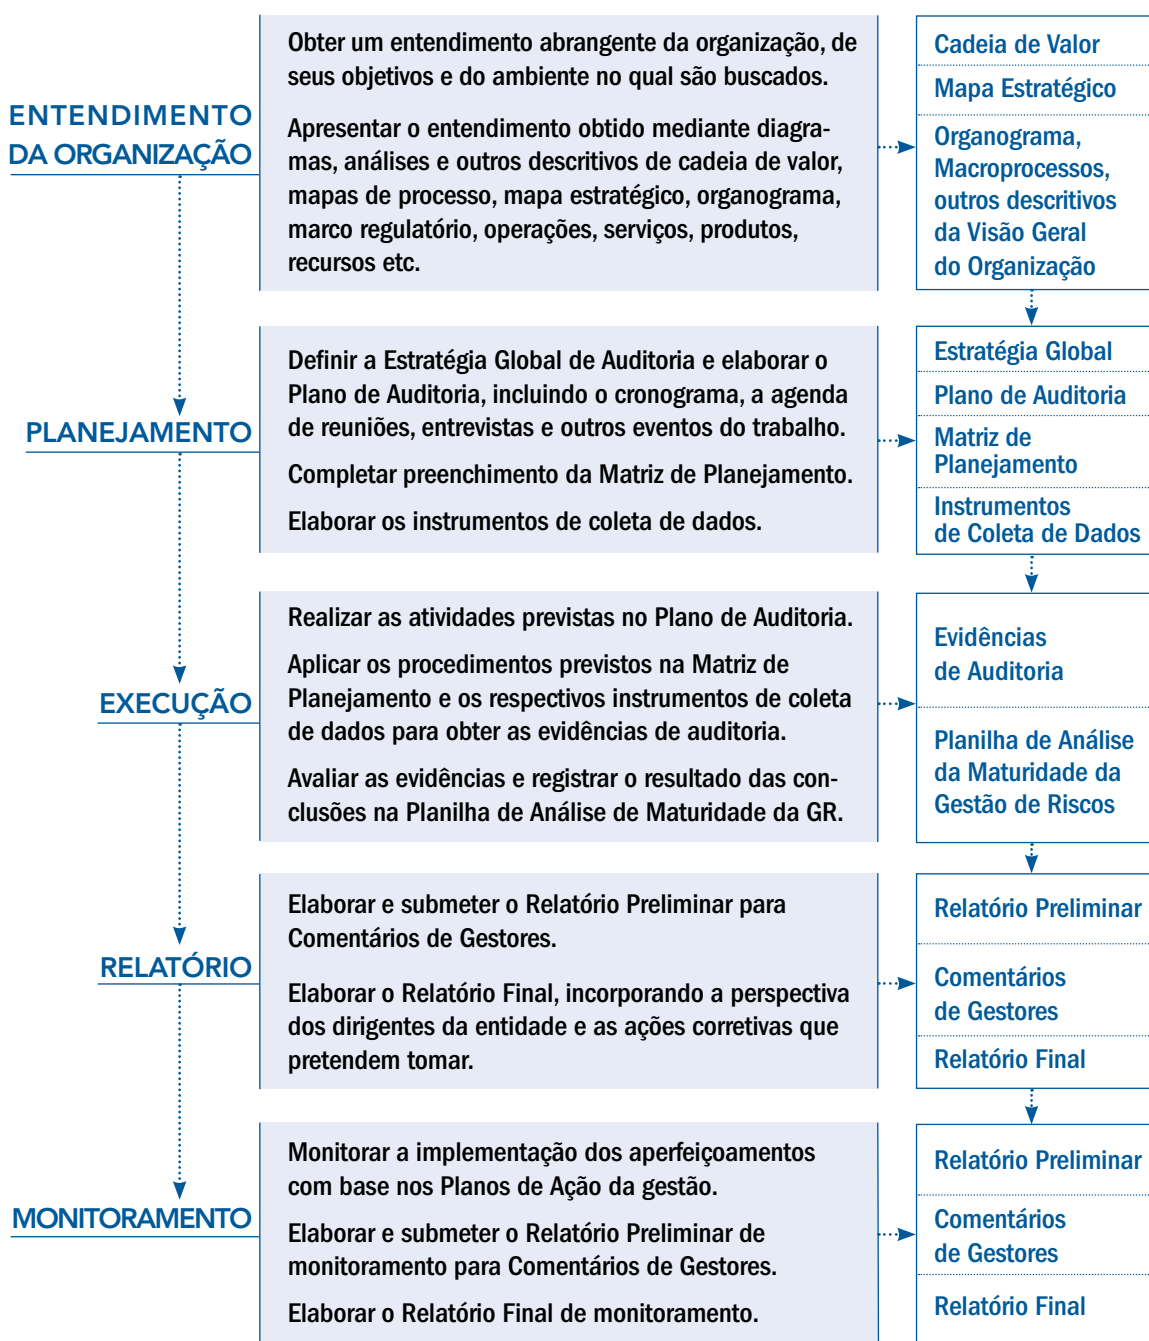 ENTENDIMENTO
DA ORGANIZAÇÃO
Obter um entendimento abrangente da organização, de
seus objetivos e do ambiente no qual são buscados.
Apresentar o entendimento obtido mediante diagra-
mas, análises e outros descritivos de cadeia de valor,
mapas de processo, mapa estratégico, organograma,
marco regulatório, operações, serviços, produtos,
recursos etc.
Cadeia de Valor
Mapa Estratégico
Organograma,
Macroprocessos,
outros descritivos
da Visão Geral
do Organização
PLANEJAMENTO
Definir a Estratégia Global de Auditoria e elaborar o
Plano de Auditoria, incluindo o cronograma, a agenda
de reuniões, entrevistas e outros eventos do trabalho.
Completar preenchimento da Matriz de Planejamento.
Elaborar os instrumentos de coleta de dados.
Estratégia Global
Plano de Auditoria
Matriz de
Planejamento
Instrumentos
de Coleta de Dados
EXECUÇÃO
Realizar as atividades previstas no Plano de Auditoria.
Aplicar os procedimentos previstos na Matriz de
Planejamento e os respectivos instrumentos de coleta
de dados para obter as evidências de auditoria.
Avaliar as evidências e registrar o resultado das con-
clusões na Planilha de Análise de Maturidade da GR.
Evidências
de Auditoria
Planilha de Análise
da Maturidade da
Gestão de Riscos
RELATÓRIO
Elaborar e submeter o Relatório Preliminar para
Comentários de Gestores.
Elaborar o Relatório Final, incorporando a perspectiva
dos dirigentes da entidade e as ações corretivas que
pretendem tomar.
Relatório Preliminar
Comentários
de Gestores
Relatório Final
MONITORAMENTO
Monitorar a implementação dos aperfeiçoamentos
com base nos Planos de Ação da gestão.
Elaborar e submeter o Relatório Preliminar de
monitoramento para Comentários de Gestores.
Elaborar o Relatório Final de monitoramento.
Relatório Preliminar
Comentários
de Gestores
Relatório Final